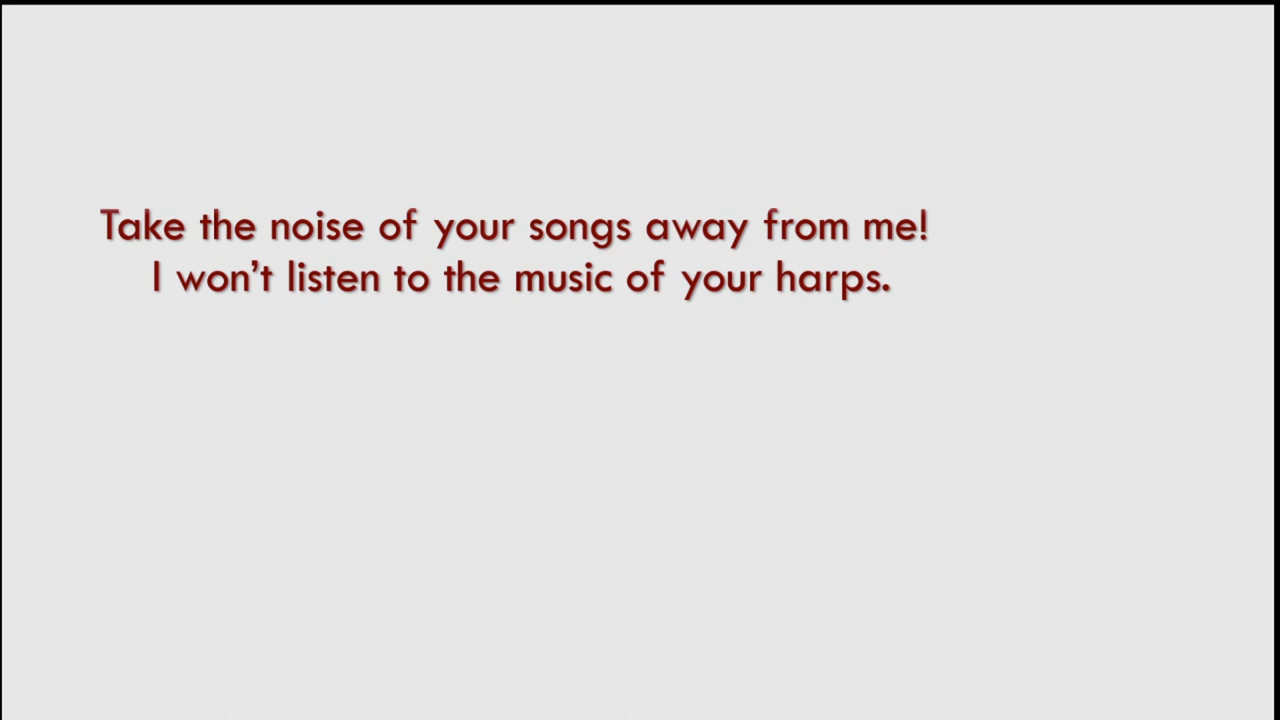 Take the noise of your songs away from me!
I won’t listen to the music of your harps.